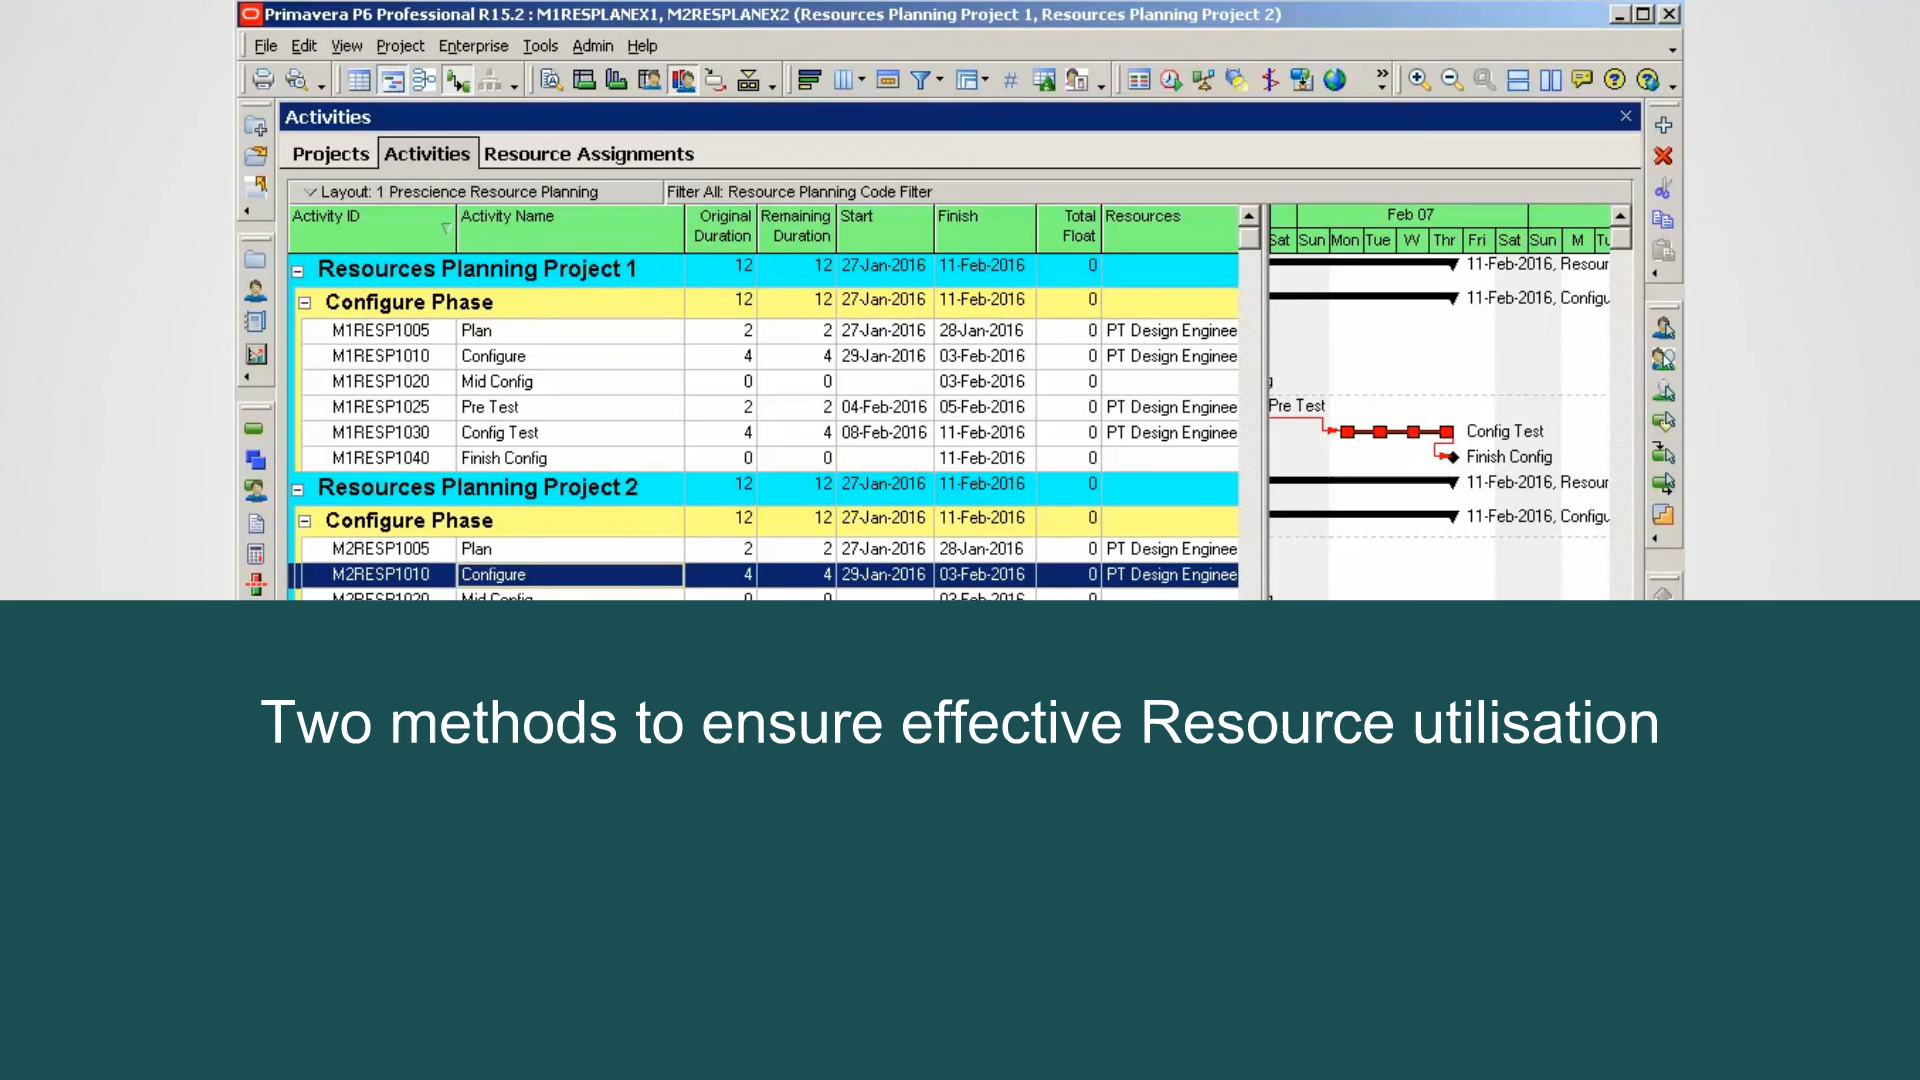 Primavera P6 Professional R15.2 : M1RESPLANEX1, M2RESPLANEX2 (Resources Planning Project 1, Resources Planning Project 2)
File Edit View Project Enterprise Tools Admin Help
Activities
Projects Activities Resource Assignments
Layout: 1 Prescience Resource Planning Filter All: Resource Planning Code Filter
Activity ID Activity Name Original Duration Remaining Duration Start Finish Total Float Resources Feb 07
Sat Sun Mon Tue W Thr Fri Sat Sun M Tu
Resources Planning Project 1 12 12 27-Jan-2016 11-Feb-2016 0 11-Feb-2016, Resour
Configure Phase 12 12 27-Jan-2016 11-Feb-2016 0 11-Feb-2016, Configu
M1RESP1005 Plan 2 2 27-Jan-2016 28-Jan-2016 0 PT Design Enginee
M1RESP1010 Configure 4 4 29-Jan-2016 03-Feb-2016 0 PT Design Enginee
M1RESP1020 Mid Config 0 0 03-Feb-2016 0
M1RESP1025 Pre Test 2 2 04-Feb-2016 05-Feb-2016 0 PT Design Enginee Pre Test
M1RESP1030 Config Test 4 4 08-Feb-2016 11-Feb-2016 0 PT Design Enginee Config Test
M1RESP1040 Finish Config 0 0 11-Feb-2016 0 Finish Config
Resources Planning Project 2 12 12 27-Jan-2016 11-Feb-2016 0 11-Feb-2016, Resour
Configure Phase 12 12 27-Jan-2016 11-Feb-2016 0 11-Feb-2016, Configu
M2RESP1005 Plan 2 2 27-Jan-2016 28-Jan-2016 0 PT Design Enginee
M2RESP1010 Configure 4 4 29-Jan-2016 03-Feb-2016 0 PT Design Enginee
M2RESP1020 Mid Config 0 0 03-Feb-2016 0
Two methods to ensure effective Resource utilisation